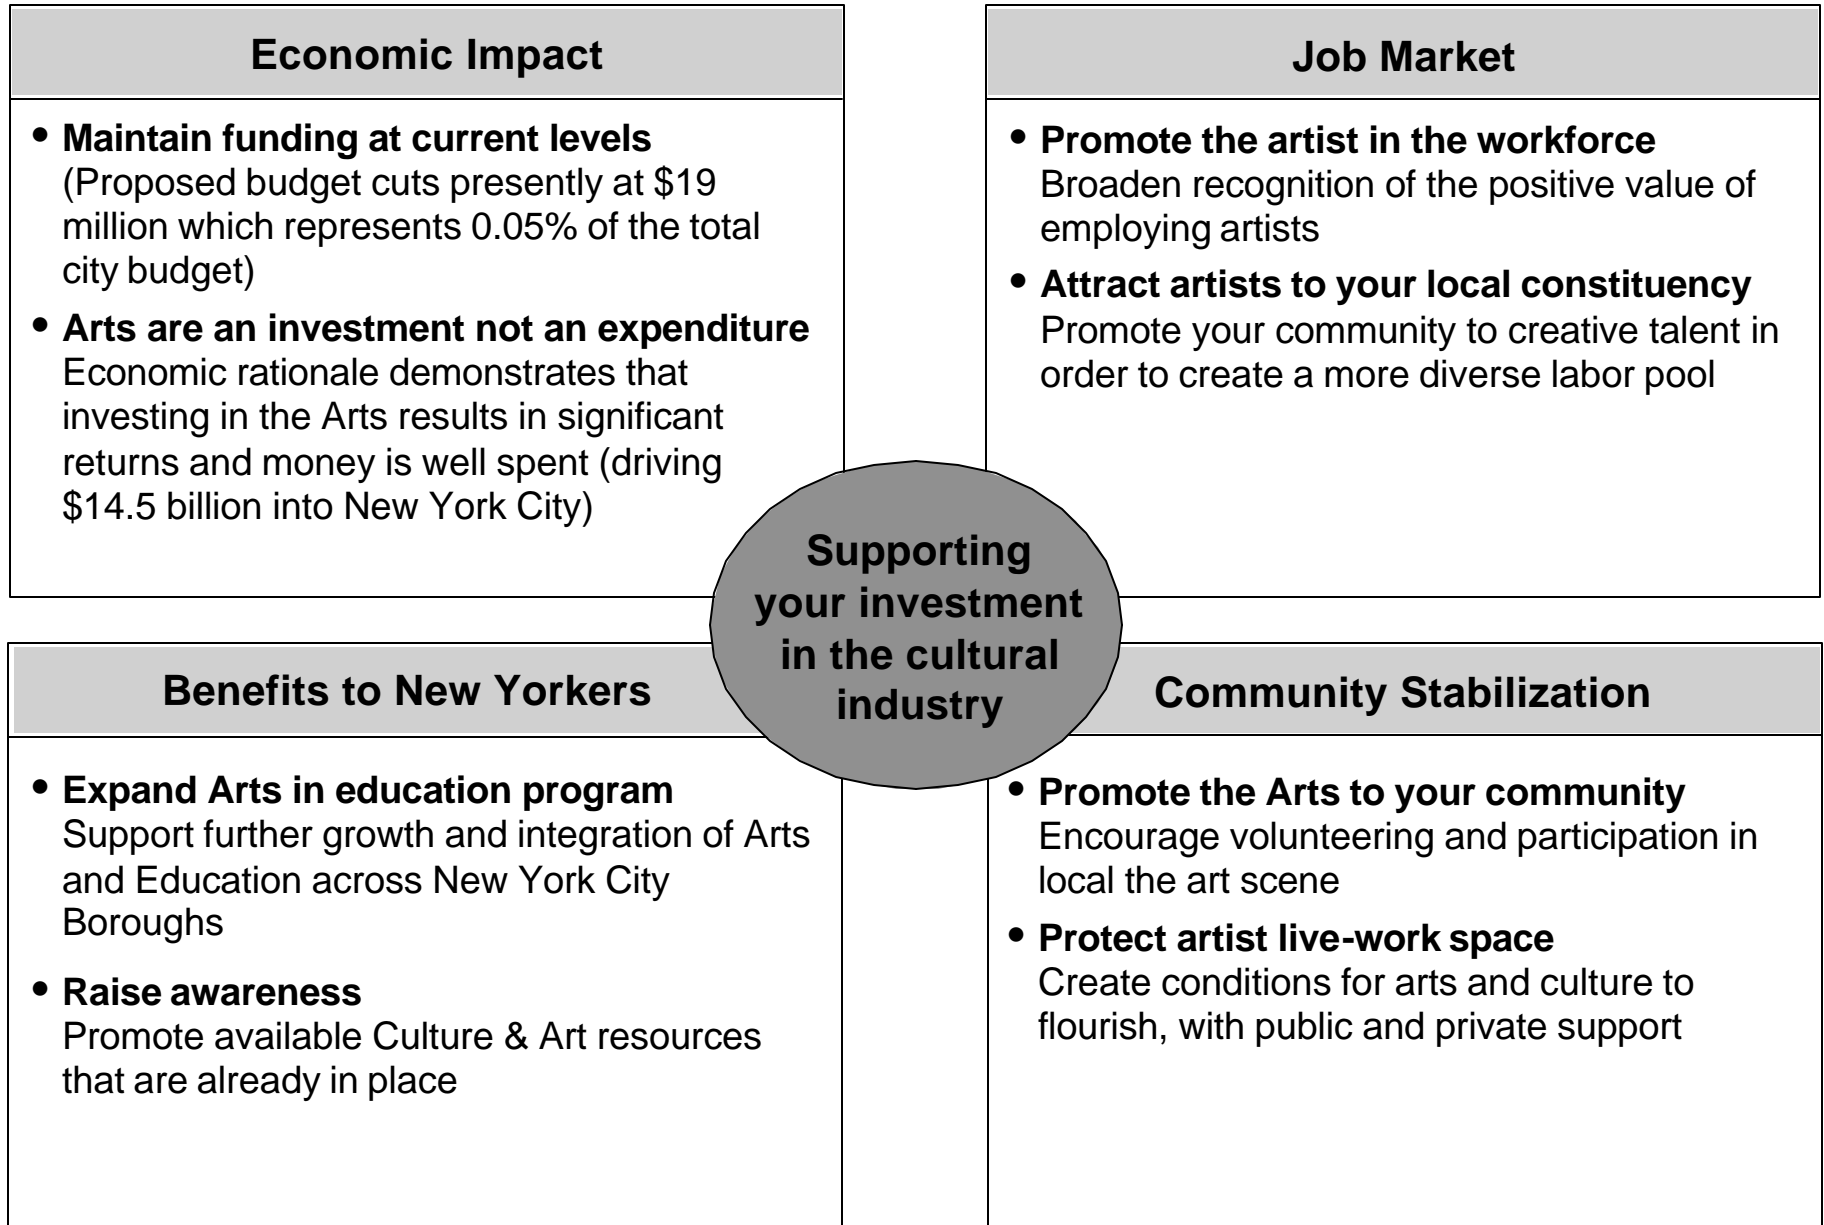 Economic Impact
• Maintain funding at current levels
(Proposed budget cuts presently at $19
million which represents 0.05% of the total
city budget)
• Arts are an investment not an expenditure
Economic rationale demonstrates that
investing in the Arts results in significant
returns and money is well spent (driving
$14.5 billion into New York City)
Job Market
• Promote the artist in the workforce
Broaden recognition of the positive value of
employing artists
• Attract artists to your local constituency
Promote your community to creative talent in
order to create a more diverse labor pool
Supporting
your investment
in the cultural
industry
Benefits to New Yorkers
• Expand Arts in education program
Support further growth and integration of Arts
and Education across New York City
Boroughs
• Raise awareness
Promote available Culture & Art resources
that are already in place
Community Stabilization
• Promote the Arts to your community
Encourage volunteering and participation in
local the art scene
• Protect artist live-work space
Create conditions for arts and culture to
flourish, with public and private support